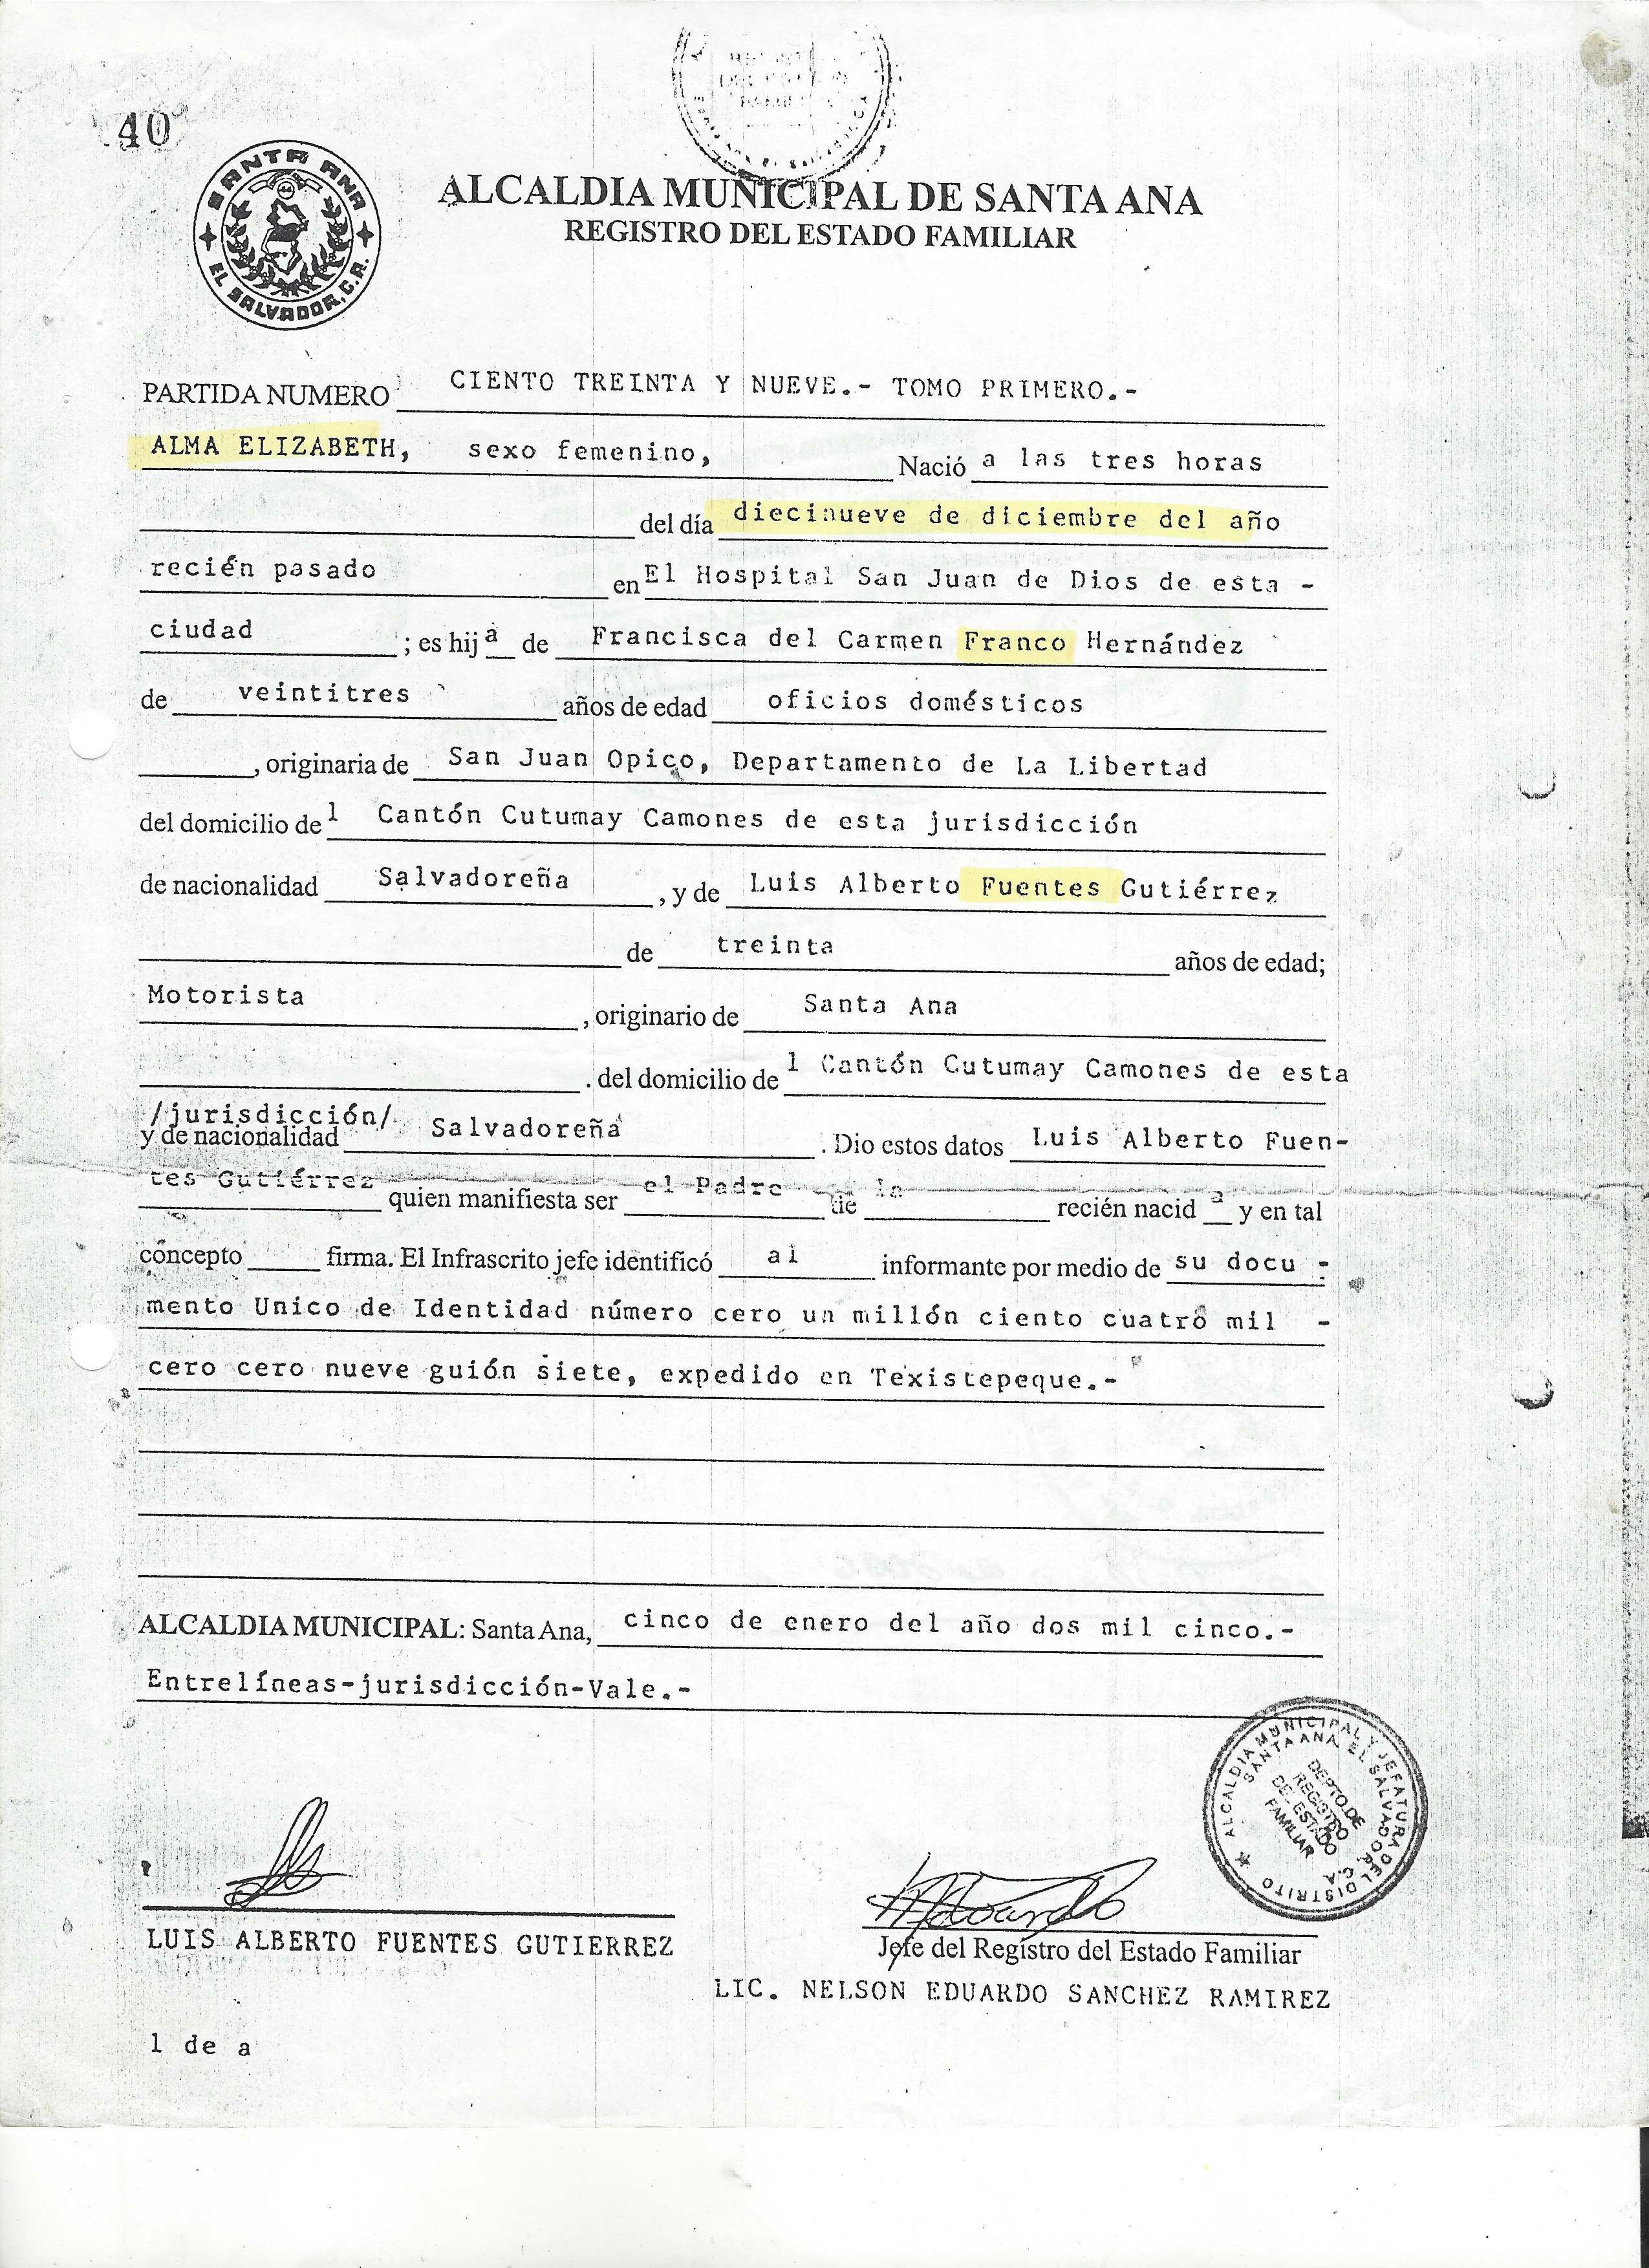 40
SANTA ANA
EL SALVADOR, C.A.
ALCALDIA MUNICIPAL DE SANTA ANA
REGISTRO DEL ESTADO FAMILIAR
PARTIDA NUMERO CIENTO TREINTA Y NUEVE.- TOMO PRIMERO.-
ALMA ELIZABETH, sexo femenino, Nació a las tres horas
del día diecinueve de diciembre del año
recién pasado en El Hospital San Juan de Dios de esta -
ciudad ; es hija de Francisca del Carmen Franco Hernández
de veintitres años de edad oficios domésticos
, originaria de San Juan Opico, Departamento de La Libertad
del domicilio del Cantón Cutumay Camones de esta jurisdicción
de nacionalidad Salvadoreña , y de Luis Alberto Fuentes Gutiérrez
de treinta años de edad;
Motorista , originario de Santa Ana
. del domicilio del Cantón Cutumay Camones de esta
/jurisdicción/
y de nacionalidad Salvadoreña . Dio estos datos Luis Alberto Fuen-
tes Gutiérrez quien manifiesta ser el Padre de la recién nacida y en tal
concepto firma. El Infrascrito jefe identificó al informante por medio de su docu -
mento Unico de Identidad número cero un millón ciento cuatro mil -
cero cero nueve guión siete, expedido en Texistepeque.-
ALCALDIA MUNICIPAL: Santa Ana, cinco de enero del año dos mil cinco.-
Entrelíneas-jurisdicción-Vale.-
ALCALDIA MUNICIPAL Y JEFATURA DEL DISTRITO
SANTA ANA, EL SALVADOR, C.A.
DEPTO. DE
REGISTRO
DEL ESTADO
FAMILIAR
LUIS ALBERTO FUENTES GUTIERREZ
Jefe del Registro del Estado Familiar
LIC. NELSON EDUARDO SANCHEZ RAMIREZ
1 de a